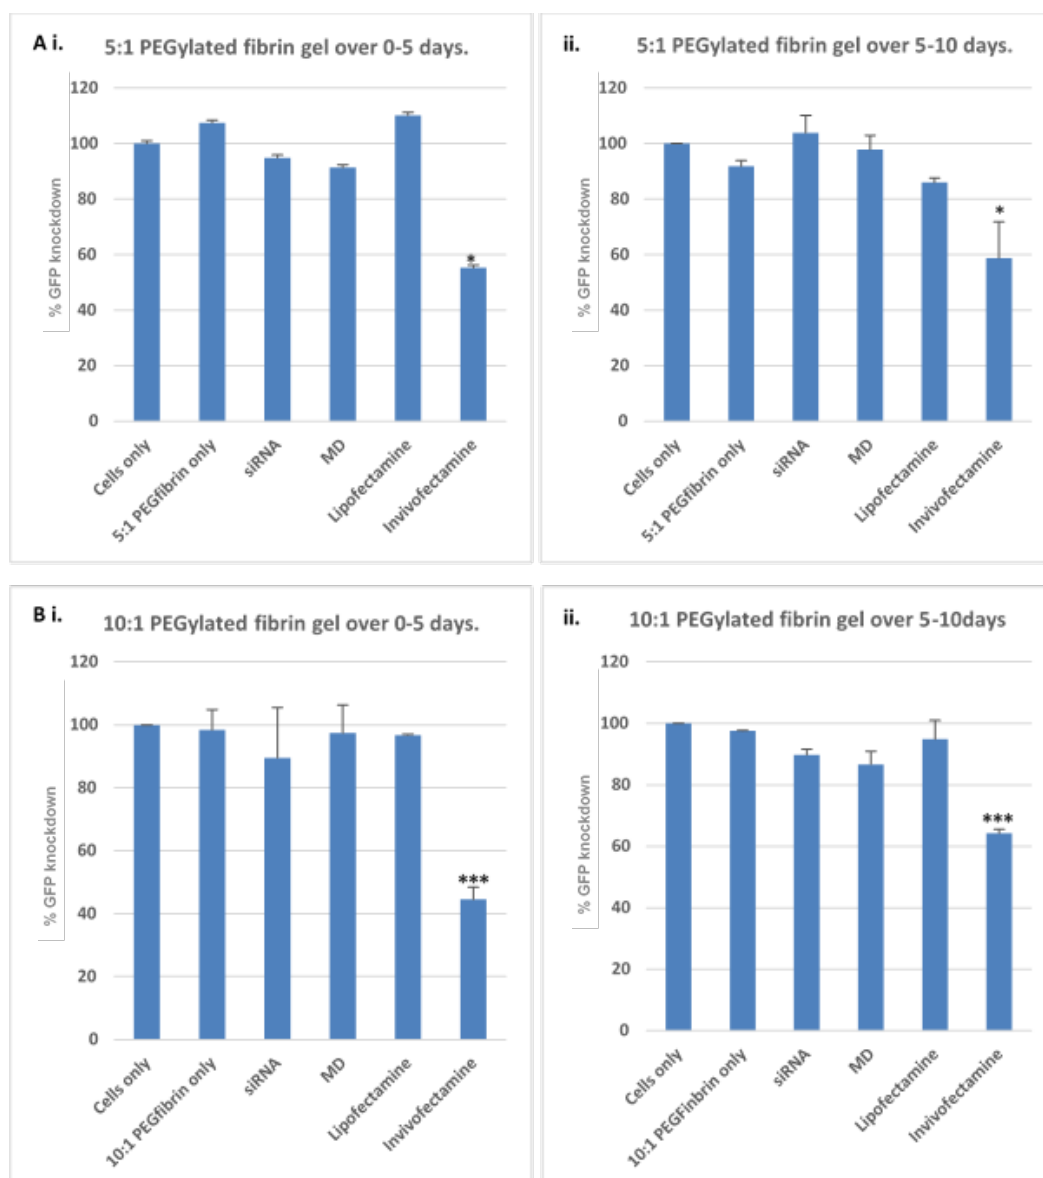 A i.
5:1 PEGylated fibrin gel over 0-5 days.
120
100
80
60
40
20
0
% GFP knockdown
*
Cells only
5:1 PEGfibrin only
siRNA
MD
Lipofectamine
Invivofectamine
ii.
5:1 PEGylated fibrin gel over 5-10 days.
120
100
80
60
40
20
0
% GFP knockdown
*
Cells only
5:1 PEGfibrin only
siRNA
MD
Lipofectamine
Invivofectamine
B i.
10:1 PEGylated fibrin gel over 0-5 days.
120
100
80
60
40
20
0
% GFP knockdown
***
Cells only
10:1 PEGfibrin only
siRNA
MD
Lipofectamine
Invivofectamine
ii.
10:1 PEGylated fibrin gel over 5-10days
120
100
80
60
40
20
0
% GFP knockdown
***
Cells only
10:1 PEGFinbrin only
siRNA
MD
Lipofectamine
Invivofectamine